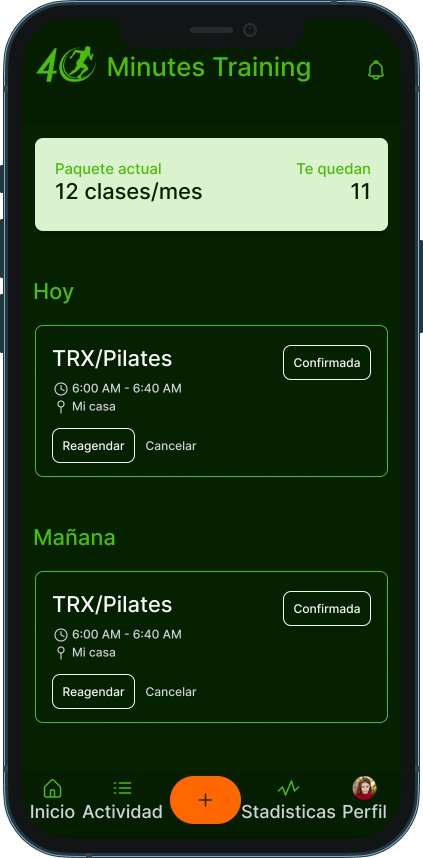 40 Minutes Training
Paquete actual Te quedan
12 clases/mes 11
Hoy
TRX/Pilates Confirmada
6:00 AM - 6:40 AM
Mi casa
Reagendar Cancelar
Mañana
TRX/Pilates Confirmada
6:00 AM - 6:40 AM
Mi casa
Reagendar Cancelar
+
Inicio Actividad Stadisticas Perfil